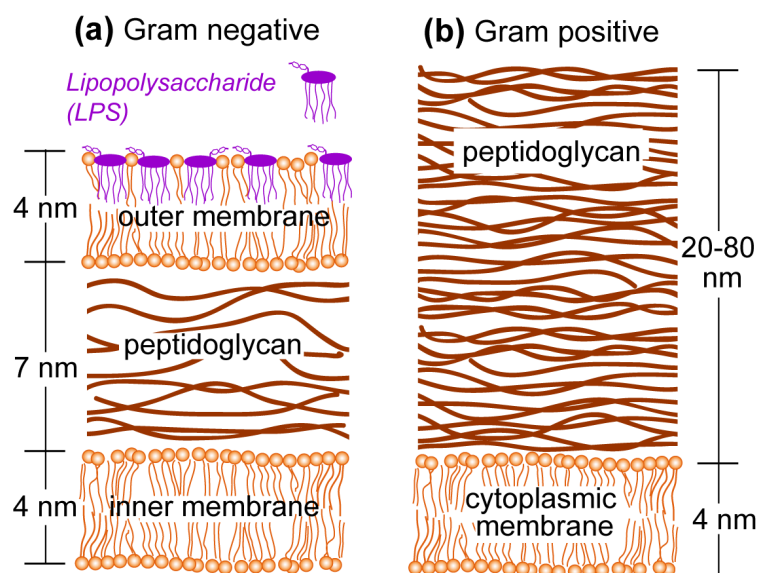 (a) Gram negative
Lipopolysaccharide
(LPS)
4 nm
outer membrane
7 nm
peptidoglycan
4 nm
inner membrane
(b) Gram positive
peptidoglycan
20-80
nm
cytoplasmic
membrane
4 nm